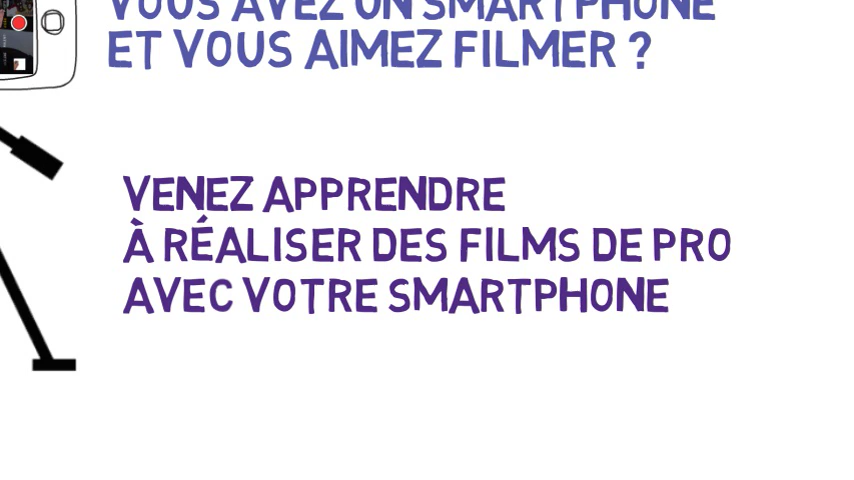 VOUS AVEZ UN SMARTPHONE
ET VOUS AIMEZ FILMER ?
VENEZ APPRENDRE
À RÉALISER DES FILMS DE PRO
AVEC VOTRE SMARTPHONE